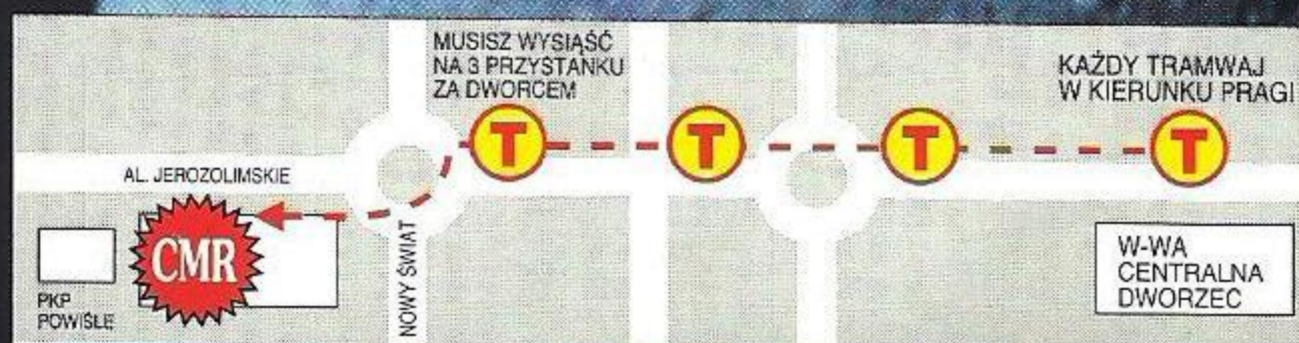 MUSISZ WYSIĄŚĆ
NA 3 PRZYSTANKU
ZA DWORCEM
KAŻDY TRAMWAJ
W KIERUNKU PRAGI
T
T
T
T
AL. JEROZOLIMSKIE
CMR
PKP
POWIŚLE
NOWY ŚWIAT
W-WA
CENTRALNA
DWORZEC